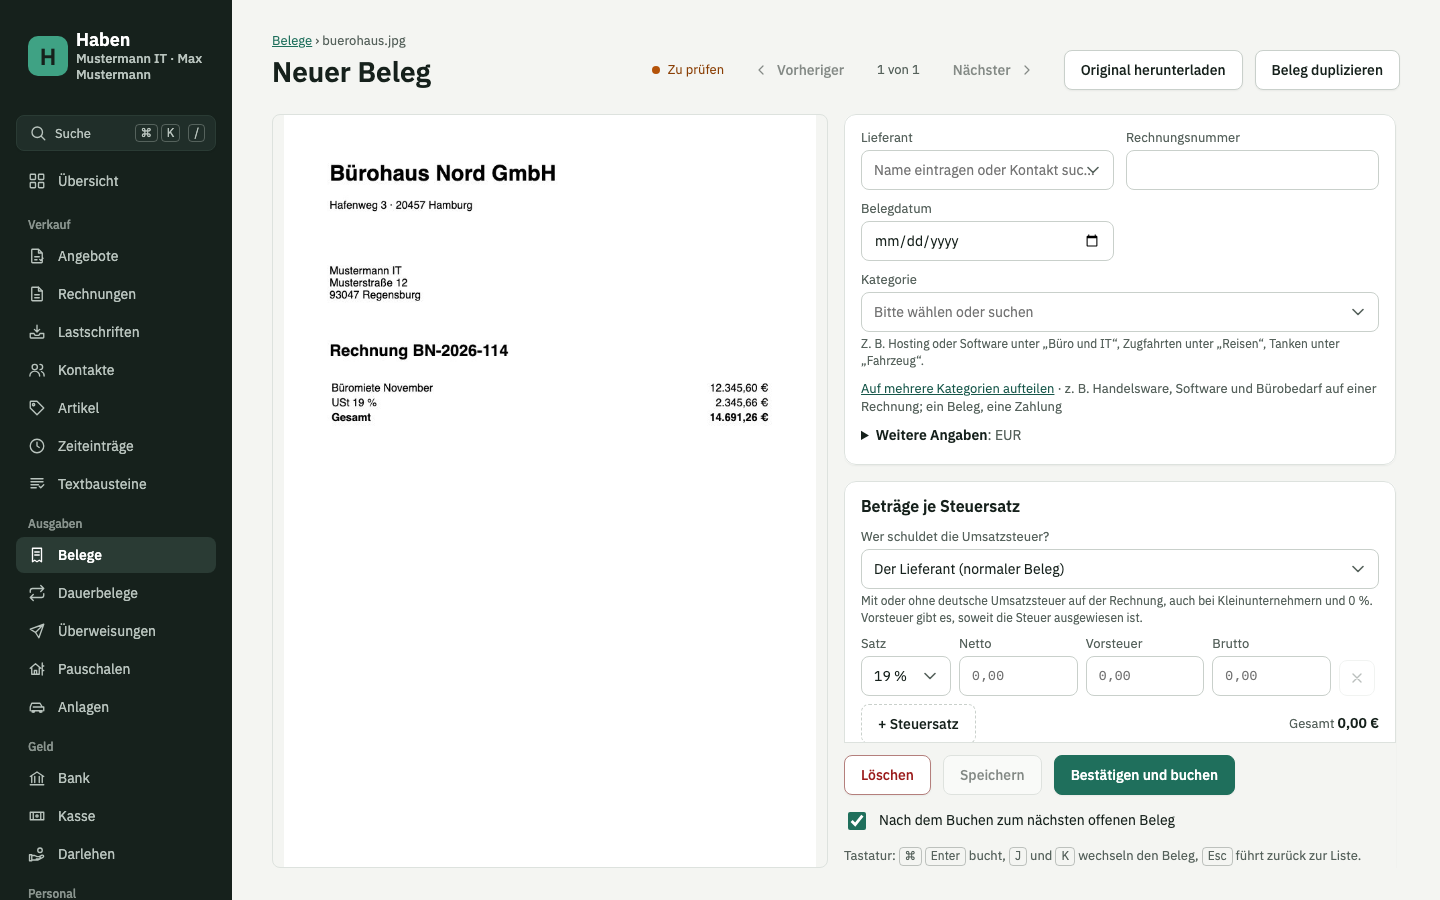 H
Haben
Mustermann IT · Max
Mustermann
Suche ⌘ K /
Übersicht
Verkauf
Angebote
Rechnungen
Lastschriften
Kontakte
Artikel
Zeiteinträge
Textbausteine
Ausgaben
Belege
Dauerbelege
Überweisungen
Pauschalen
Anlagen
Geld
Bank
Kasse
Darlehen
Personal
Belege › buerohaus.jpg
Neuer Beleg
Zu prüfen
Vorheriger
1 von 1
Nächster
Original herunterladen
Beleg duplizieren
Bürohaus Nord GmbH
Hafenweg 3 · 20457 Hamburg
Mustermann IT
Musterstraße 12
93047 Regensburg
Rechnung BN-2026-114
Büromiete November 12.345,60 €
USt 19 % 2.345,66 €
Gesamt 14.691,26 €
Lieferant
Name eintragen oder Kontakt suc..
Rechnungsnummer
Belegdatum
mm/dd/yyyy
Kategorie
Bitte wählen oder suchen
Z. B. Hosting oder Software unter „Büro und IT“, Zugfahrten unter „Reisen“, Tanken unter
„Fahrzeug“.
Auf mehrere Kategorien aufteilen · z. B. Handelsware, Software und Bürobedarf auf einer
Rechnung; ein Beleg, eine Zahlung
Weitere Angaben: EUR
Beträge je Steuersatz
Wer schuldet die Umsatzsteuer?
Der Lieferant (normaler Beleg)
Mit oder ohne deutsche Umsatzsteuer auf der Rechnung, auch bei Kleinunternehmern und 0 %.
Vorsteuer gibt es, soweit die Steuer ausgewiesen ist.
Satz Netto Vorsteuer Brutto
19 % 0,00 0,00 0,00
+ Steuersatz
Gesamt 0,00 €
Löschen
Speichern
Bestätigen und buchen
Nach dem Buchen zum nächsten offenen Beleg
Tastatur: ⌘ Enter bucht, J und K wechseln den Beleg, Esc führt zurück zur Liste.